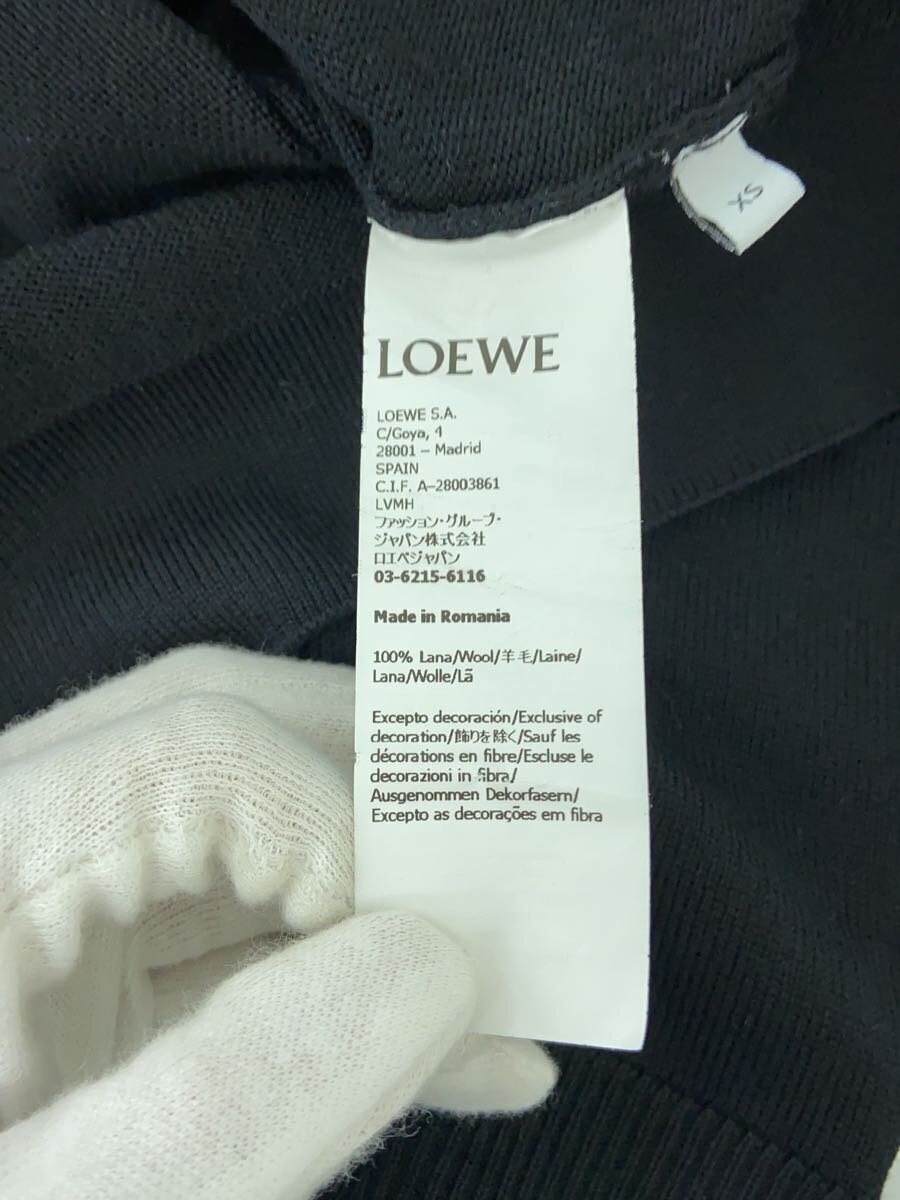 XS
LOEWE
LOEWE S.A.
C/Goya, 4
28001 – Madrid
SPAIN
C.I.F. A–28003861
LVMH
ファッション・グループ・
ジャパン株式会社
ロエベジャパン
03-6215-6116
Made in Romania
100% Lana/Wool/羊毛/Laine/
Lana/Wolle/Lã
Excepto decoración/Exclusive of
decoration/飾りを除く/Sauf les
décorations en fibre/Escluse le
decorazioni in fibra/
Ausgenommen Dekorfasern/
Excepto as decorações em fibra